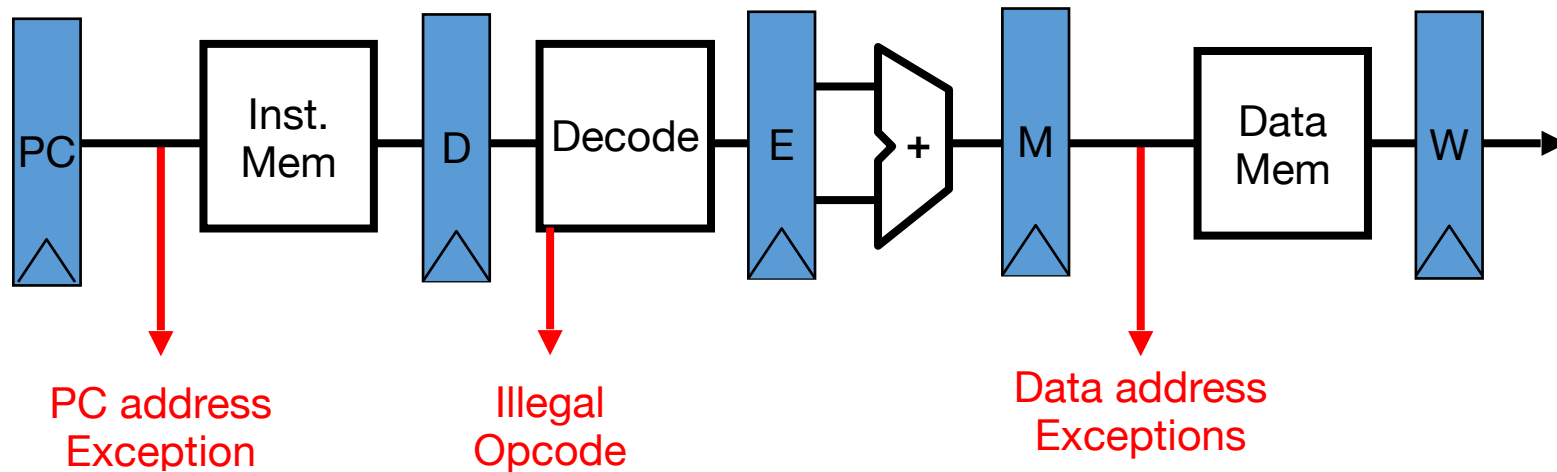 PC
Inst.
Mem
D
Decode
E
+
M
Data
Mem
W
PC address
Exception
Illegal
Opcode
Data address
Exceptions